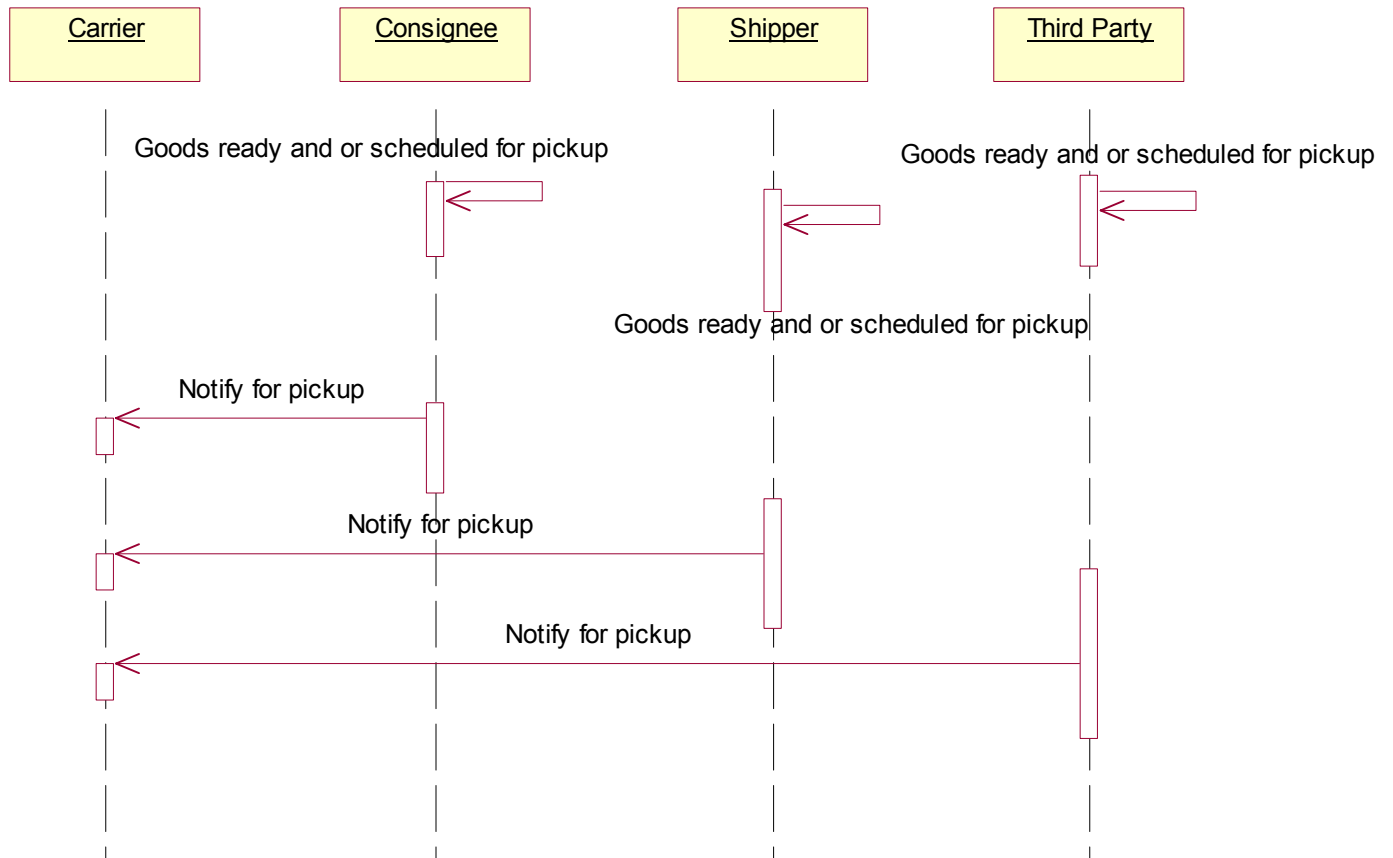 Carrier
Consignee
Shipper
Third Party
Goods ready and or scheduled for pickup
Goods ready and or scheduled for pickup
Goods ready and or scheduled for pickup
Notify for pickup
Notify for pickup
Notify for pickup